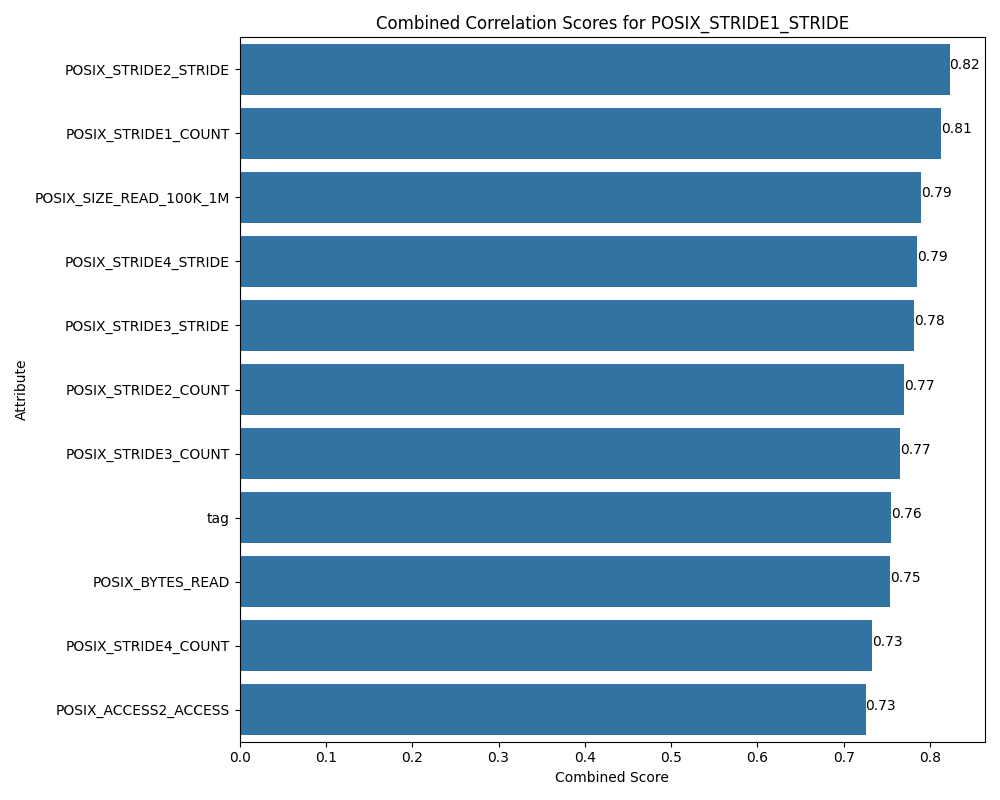 Combined Correlation Scores for POSIX_STRIDE1_STRIDE
POSIX_STRIDE2_STRIDE 0.82
POSIX_STRIDE1_COUNT 0.81
POSIX_SIZE_READ_100K_1M 0.79
POSIX_STRIDE4_STRIDE 0.79
POSIX_STRIDE3_STRIDE 0.78
POSIX_STRIDE2_COUNT 0.77
POSIX_STRIDE3_COUNT 0.77
tag 0.76
POSIX_BYTES_READ 0.75
POSIX_STRIDE4_COUNT 0.73
POSIX_ACCESS2_ACCESS 0.73
Attribute
0.0 0.1 0.2 0.3 0.4 0.5 0.6 0.7 0.8
Combined Score